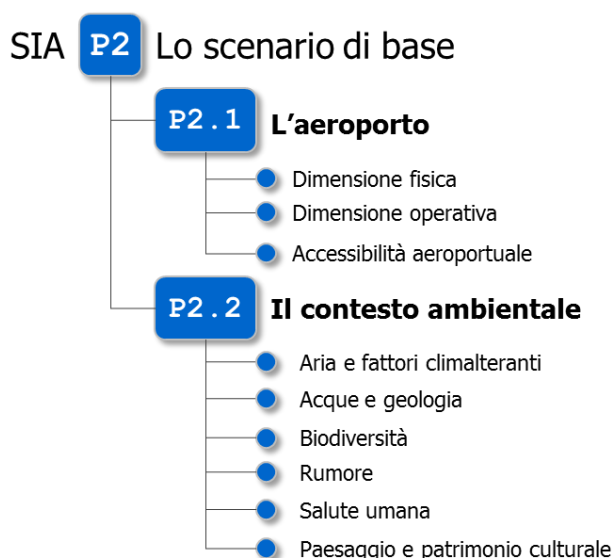 SIA P2 Lo scenario di base
P2.1 L’aeroporto
Dimensione fisica
Dimensione operativa
Accessibilità aeroportuale
P2.2 Il contesto ambientale
Aria e fattori climalteranti
Acque e geologia
Biodiversità
Rumore
Salute umana
Paesaggio e patrimonio culturale